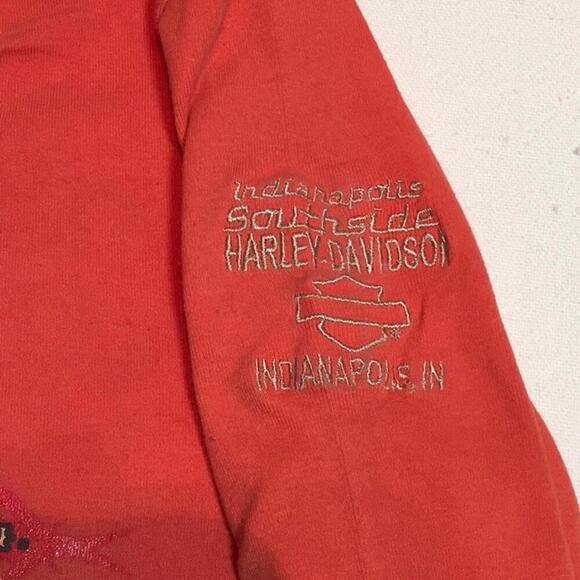 Indianapolis
Southside
HARLEY-DAVIDSON
INDIANAPOLIS, IN